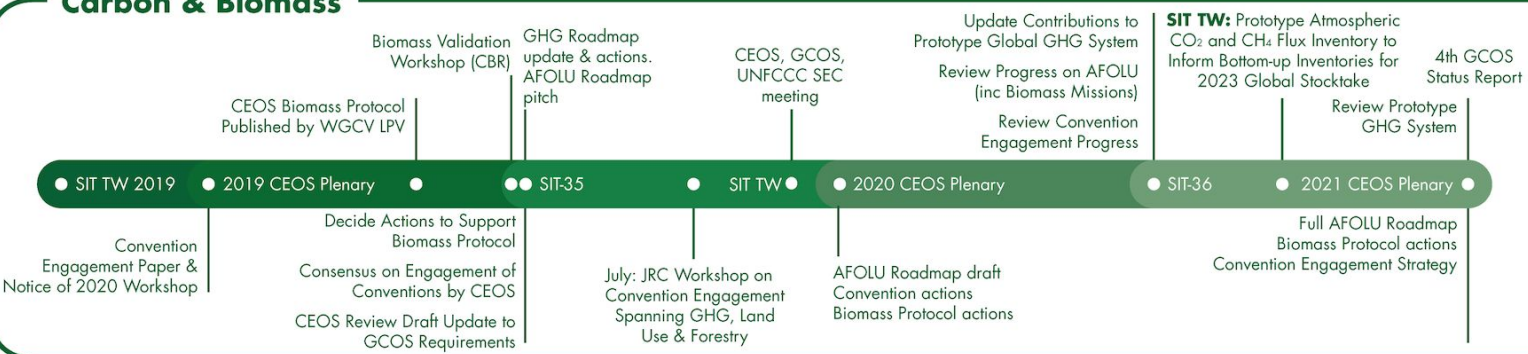 Carbon & Biomass
Biomass Validation
Workshop (CBR)
GHG Roadmap
update & actions.
AFOLU Roadmap
pitch
CEOS Biomass Protocol
Published by WGCV LPV
CEOS, GCOS,
UNFCCC SEC
meeting
Update Contributions to
Prototype Global GHG System
Review Progress on AFOLU
(inc Biomass Missions)
Review Convention
Engagement Progress
SIT TW: Prototype Atmospheric
CO₂ and CH₄ Flux Inventory to
Inform Bottom-up Inventories for
2023 Global Stocktake
4th GCOS
Status Report
Review Prototype
GHG System
SIT TW 2019
2019 CEOS Plenary
SIT-35
SIT TW
2020 CEOS Plenary
SIT-36
2021 CEOS Plenary
Convention
Engagement Paper &
Notice of 2020 Workshop
Decide Actions to Support
Biomass Protocol
Consensus on Engagement of
Conventions by CEOS
CEOS Review Draft Update to
GCOS Requirements
July: JRC Workshop on
Convention Engagement
Spanning GHG, Land
Use & Forestry
AFOLU Roadmap draft
Convention actions
Biomass Protocol actions
Full AFOLU Roadmap
Biomass Protocol actions
Convention Engagement Strategy